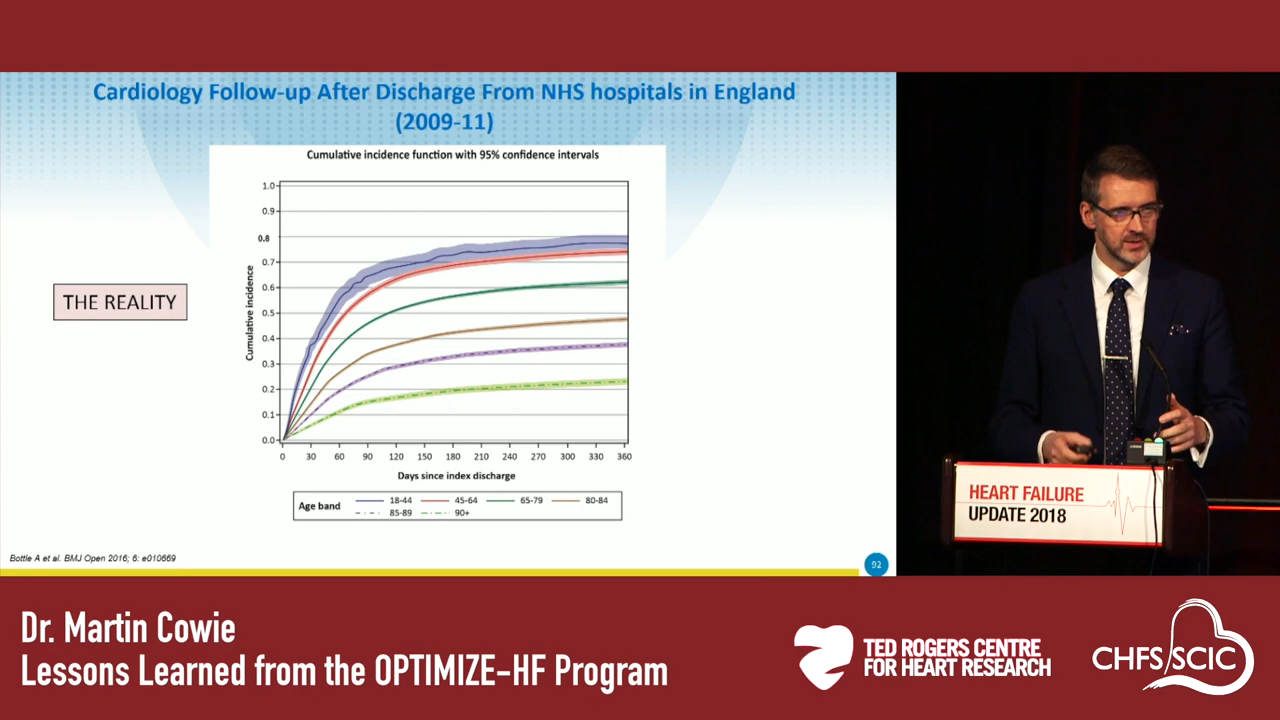 Cardiology Follow-up After Discharge From NHS hospitals in England
(2009-11)
Cumulative incidence function with 95% confidence intervals
1.0
0.9
0.8
0.7
0.6
0.5
0.4
0.3
0.2
0.1
0.0
Cumulative incidence
0 30 60 90 120 150 180 210 240 270 300 330 360
Days since index discharge
Age band
18-44 45-64 65-79 80-84
85-89 90+
THE REALITY
Bottle A et al. BMJ Open 2016; 6: e010669
92
HEART FAILURE
UPDATE 2018
Dr. Martin Cowie
Lessons Learned from the OPTIMIZE-HF Program
TED ROGERS CENTRE
FOR HEART RESEARCH
CHFS/SCIC